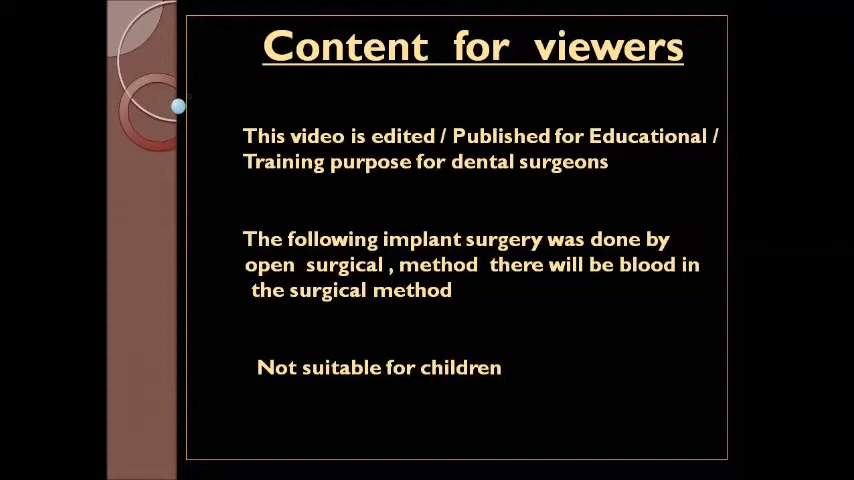 Content for viewers
This video is edited / Published for Educational /
Training purpose for dental surgeons
The following implant surgery was done by
open surgical , method there will be blood in
the surgical method
Not suitable for children